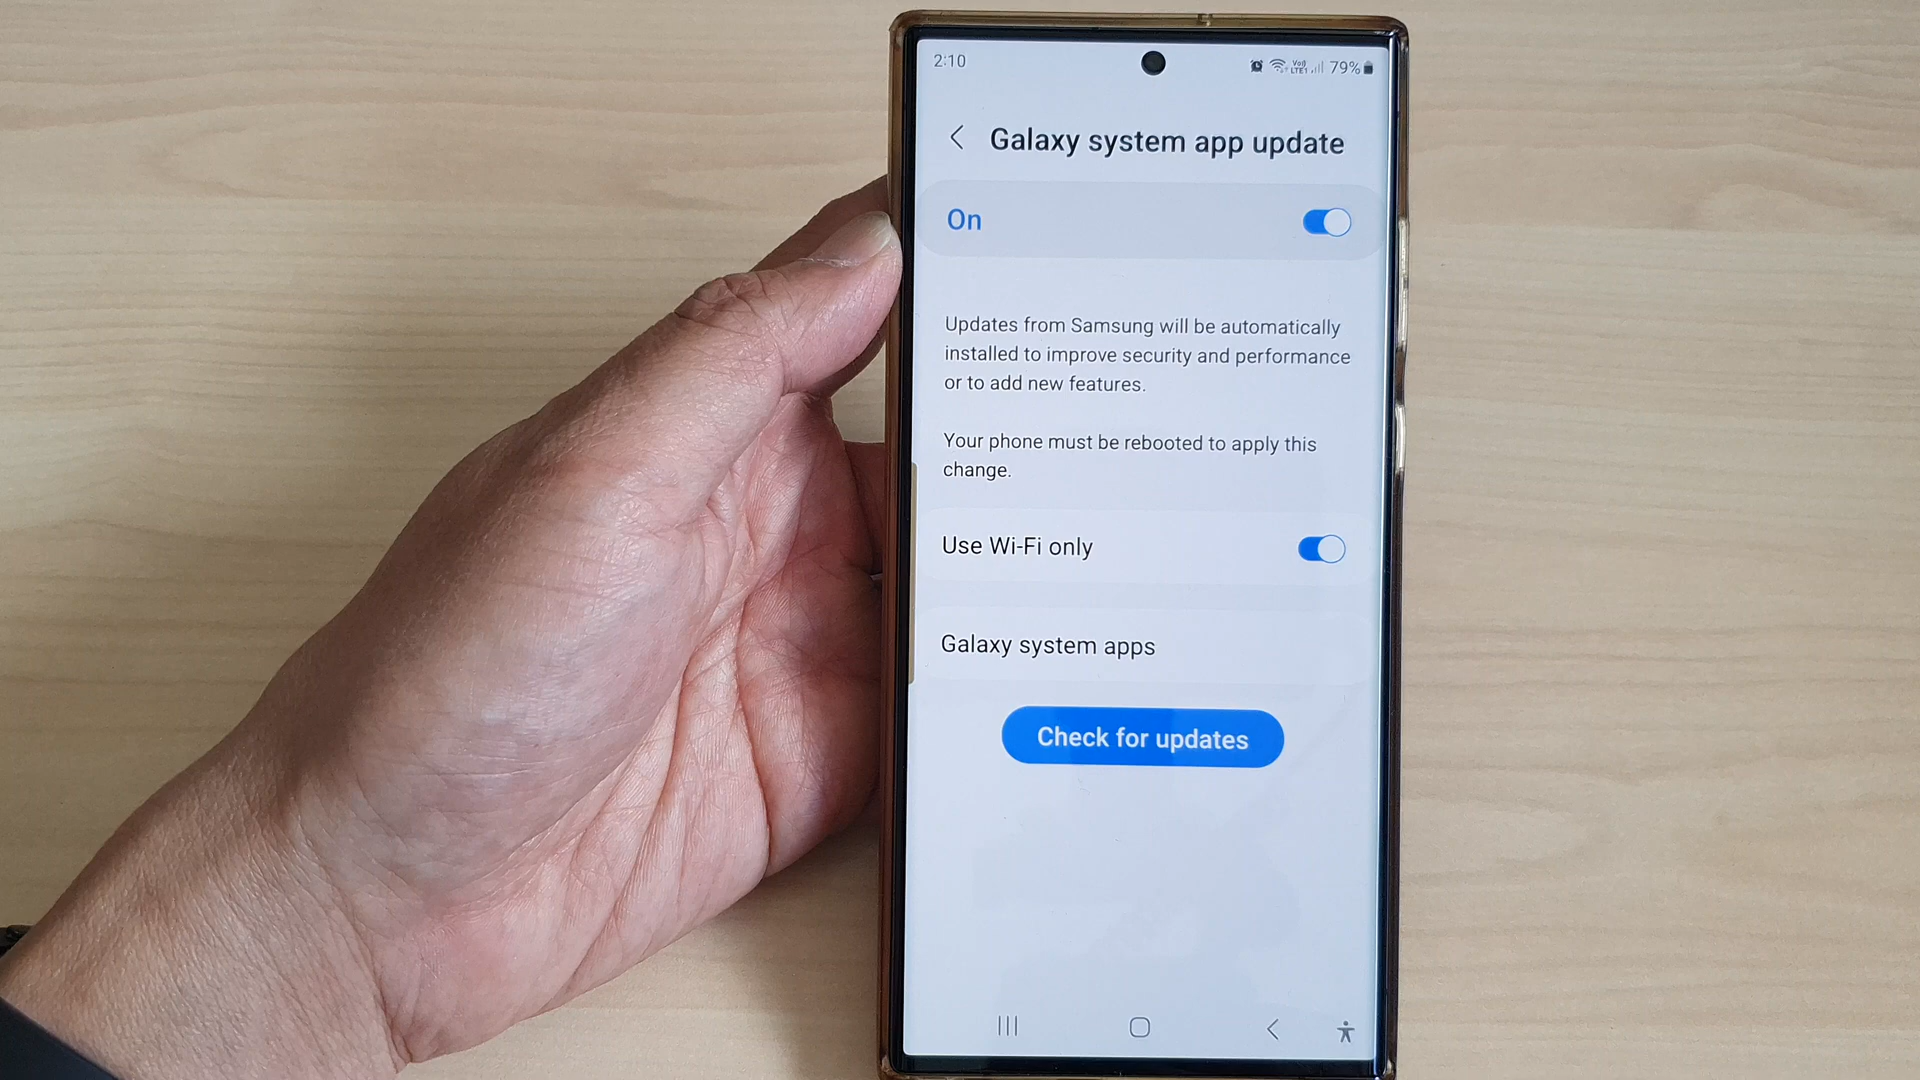 2:10
Vo) LTE1 79%
Galaxy system app update
On
Updates from Samsung will be automatically
installed to improve security and performance
or to add new features.
Your phone must be rebooted to apply this
change.
Use Wi-Fi only
Galaxy system apps
Check for updates